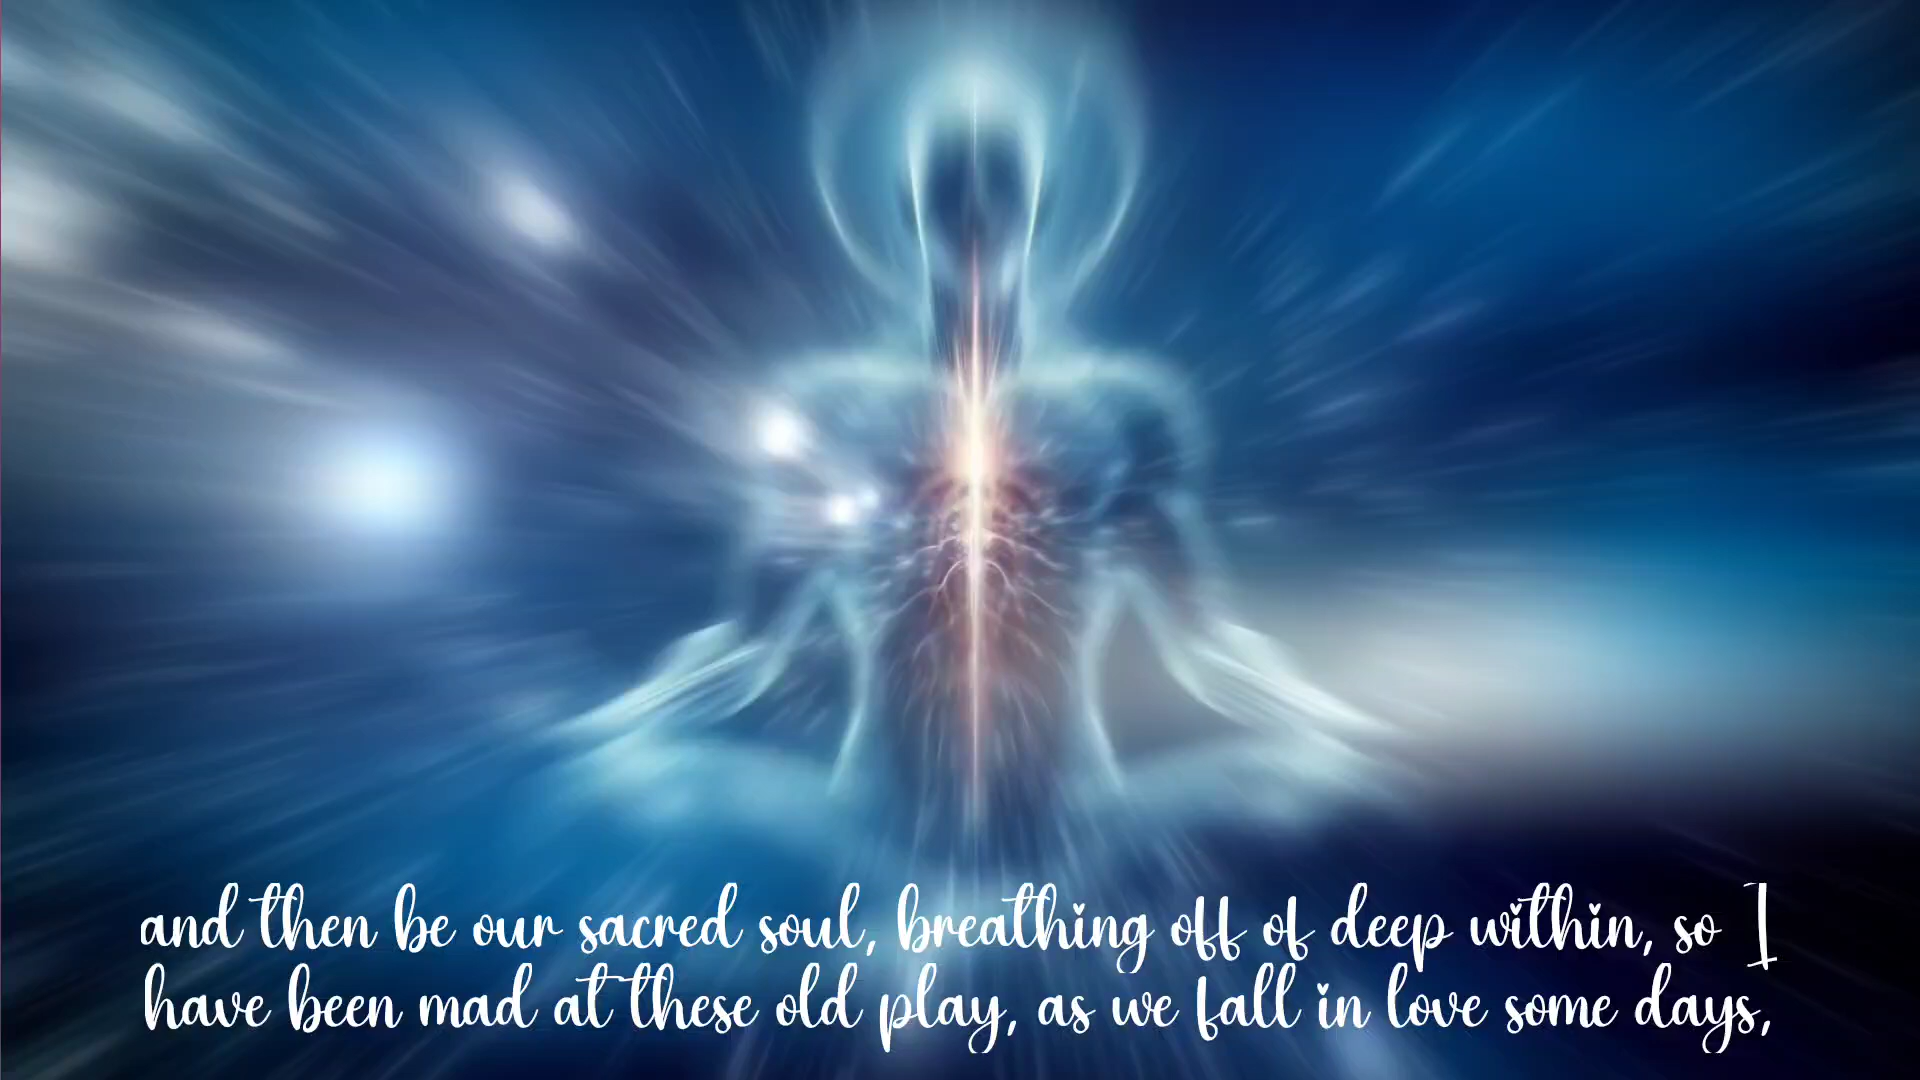 and then be our sacred soul, breathing off of deep within, so I
have been mad at these old play, as we fall in love some days,